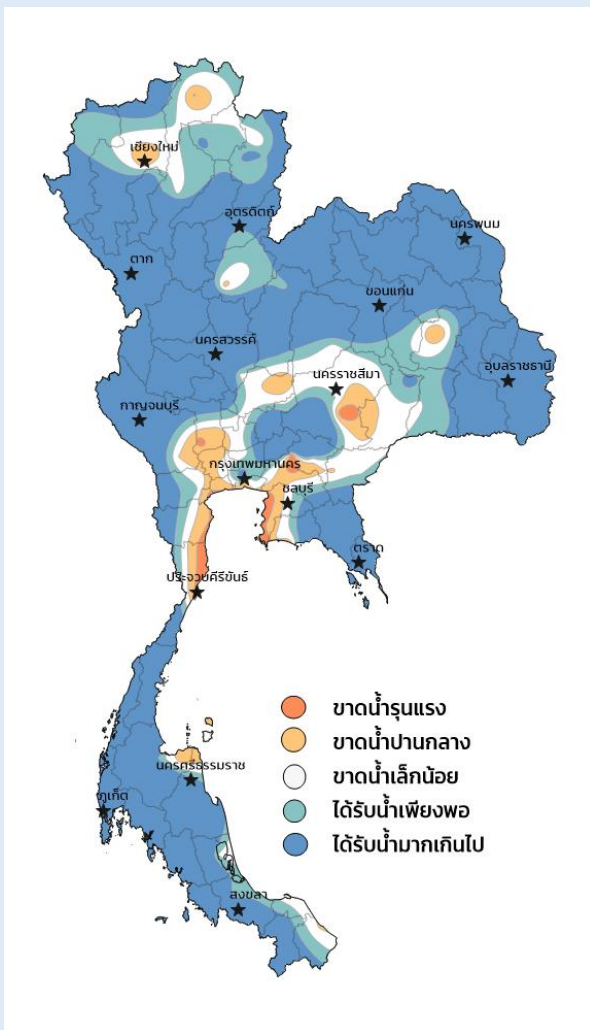 เชียงใหม่
อุตรดิตถ์
นครพนม
ตาก
ขอนแก่น
นครสวรรค์
นครราชสีมา
อุบลราชธานี
กาญจนบุรี
กรุงเทพมหานคร
ชลบุรี
ตราด
ประจวบคีรีขันธ์
ขาดน้ำรุนแรง
ขาดน้ำปานกลาง
นครศรีธรรมราช
ขาดน้ำเล็กน้อย
ภูเก็ต
ได้รับน้ำเพียงพอ
ได้รับน้ำมากเกินไป
สงขลา